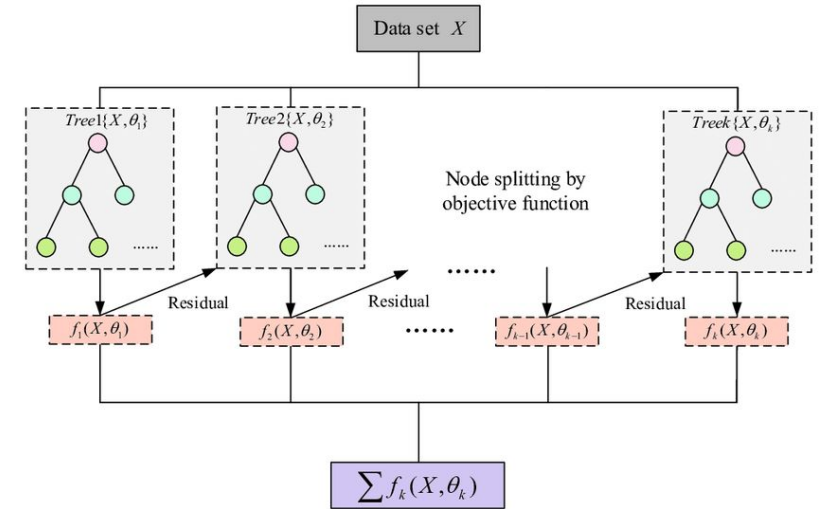 Data set X
Tree1{X,θ₁}
Tree2{X,θ₂}
Treek{X,θₖ}
Node splitting by
objective function
......
......
......
......
Residual
Residual
Residual
f₁(X,θ₁)
f₂(X,θ₂)
......
fₖ₋₁(X,θₖ₋₁)
fₖ(X,θₖ)
∑fₖ(X,θₖ)